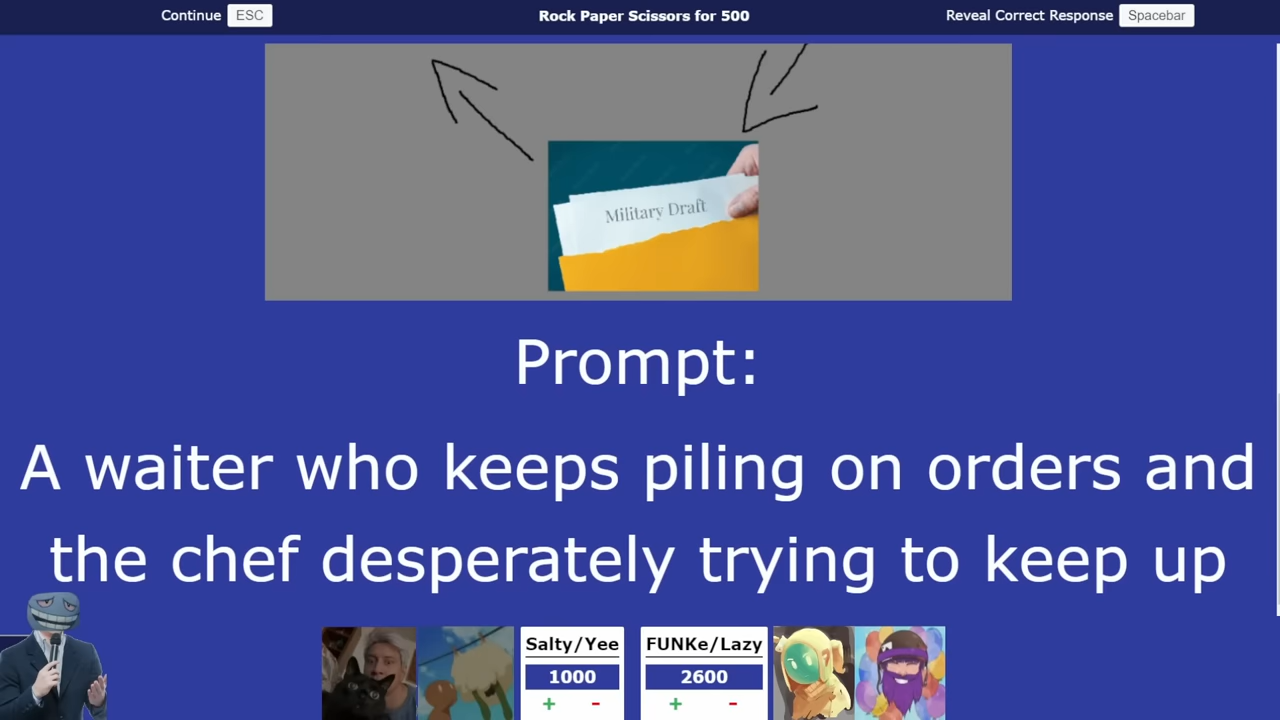 Continue ESC
Rock Paper Scissors for 500
Reveal Correct Response Spacebar
Military Draft
Prompt:
A waiter who keeps piling on orders and
the chef desperately trying to keep up
Salty/Yee
1000
+ -
FUNKe/Lazy
2600
+ -